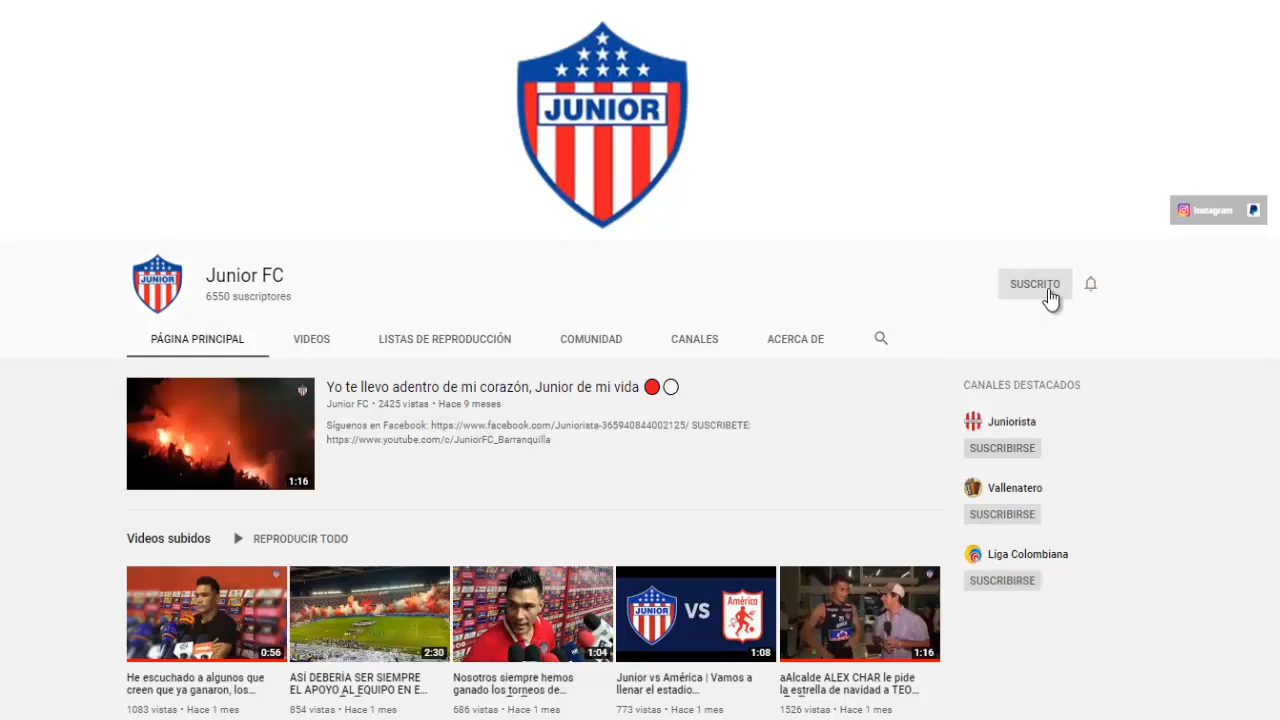 JUNIOR
Instagram
JUNIOR
Junior FC
6550 suscriptores
SUSCRITO
PÁGINA PRINCIPAL
VIDEOS
LISTAS DE REPRODUCCIÓN
COMUNIDAD
CANALES
ACERCA DE
Yo te llevo adentro de mi corazón, Junior de mi vida
Junior FC • 2425 vistas • Hace 9 meses
Síguenos en Facebook: https://www.facebook.com/Juniorista-365940844002125/ SUSCRIBETE:
https://www.youtube.com/c/JuniorFC_Barranquilla
1:16
CANALES DESTACADOS
Juniorista
SUSCRIBIRSE
Vallenatero
SUSCRIBIRSE
Liga Colombiana
SUSCRIBIRSE
Videos subidos
REPRODUCIR TODO
0:56
2:30
1:04
JUNIOR VS América
1:08
1:16
He escuchado a algunos que
creen que ya ganaron, los...
1083 vistas • Hace 1 mes
ASÍ DEBERÍA SER SIEMPRE
EL APOYO AL EQUIPO EN E...
854 vistas • Hace 1 mes
Nosotros siempre hemos
ganado los torneos de...
686 vistas • Hace 1 mes
Junior vs América | Vamos a
llenar el estadio...
773 vistas • Hace 1 mes
aAlcalde ALEX CHAR le pide
la estrella de navidad a TEO...
1526 vistas • Hace 1 mes